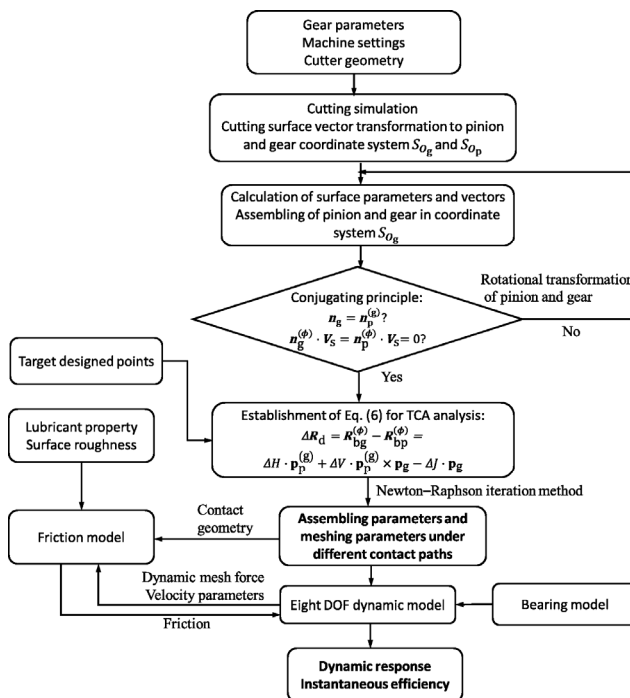 Gear parameters
Machine settings
Cutter geometry
Cutting simulation
Cutting surface vector transformation to pinion
and gear coordinate system S_{O_g} and S_{O_p}
Calculation of surface parameters and vectors
Assembling of pinion and gear in coordinate
system S_{O_g}
Rotational transformation
of pinion and gear
Conjugating principle:
n_g = n_p^{(g)}?
n_g^{(ϕ)} · V_s = n_p^{(ϕ)} · V_s = 0?
No
Yes
Target designed points
Establishment of Eq. (6) for TCA analysis:
ΔR_d = R_{bg}^{(ϕ)} − R_{bp}^{(ϕ)} =
ΔH · p_p^{(g)} + ΔV · p_p^{(g)} × p_g − ΔJ · p_g
Lubricant property
Surface roughness
Newton–Raphson iteration method
Contact
geometry
Assembling parameters and
meshing parameters under
different contact paths
Friction model
Dynamic mesh force
Velocity parameters
Friction
Eight DOF dynamic model
Bearing model
Dynamic response
Instantaneous efficiency